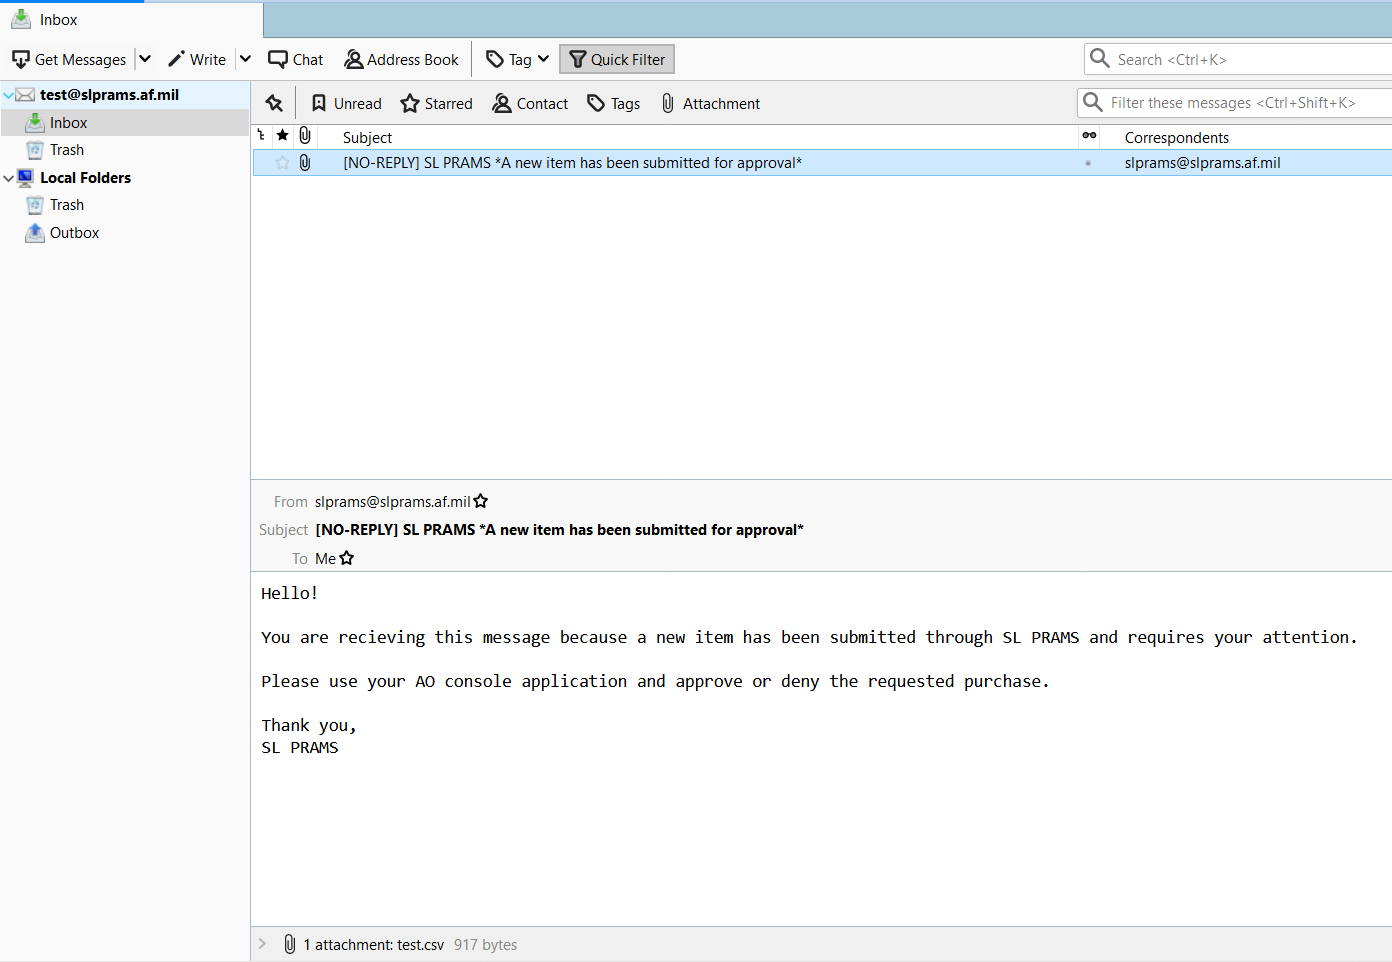 Inbox
Get Messages Write Chat Address Book Tag Quick Filter Search <Ctrl+K>
test@slprams.af.mil
Inbox
Trash
Local Folders
Trash
Outbox
Unread Starred Contact Tags Attachment Filter these messages <Ctrl+Shift+K>
Subject Correspondents
[NO-REPLY] SL PRAMS *A new item has been submitted for approval* slprams@slprams.af.mil
From slprams@slprams.af.mil
Subject [NO-REPLY] SL PRAMS *A new item has been submitted for approval*
To Me
Hello!
You are recieving this message because a new item has been submitted through SL PRAMS and requires your attention.
Please use your AO console application and approve or deny the requested purchase.
Thank you,
SL PRAMS
1 attachment: test.csv 917 bytes